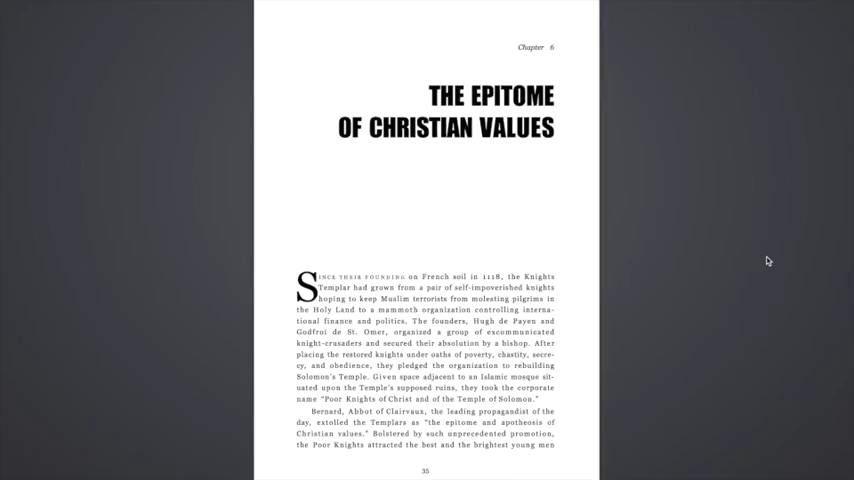 Chapter 6
THE EPITOME
OF CHRISTIAN VALUES
SINCE THEIR FOUNDING on French soil in 1118, the Knights
Templar had grown from a pair of self-impoverished knights
hoping to keep Muslim terrorists from molesting pilgrims in
the Holy Land to a mammoth organization controlling interna-
tional finance and politics. The founders, Hugh de Payen and
Godfroi de St. Omer, organized a group of excommunicated
knight-crusaders and secured their absolution by a bishop. After
placing the restored knights under oaths of poverty, chastity, secre-
cy, and obedience, they pledged the organization to rebuilding
Solomon's Temple. Given space adjacent to an Islamic mosque sit-
uated upon the Temple's supposed ruins, they took the corporate
name "Poor Knights of Christ and of the Temple of Solomon."
Bernard, Abbot of Clairvaux, the leading propagandist of the
day, extolled the Templars as "the epitome and apotheosis of
Christian values." Bolstered by such unprecedented promotion,
the Poor Knights attracted the best and the brightest young men
35